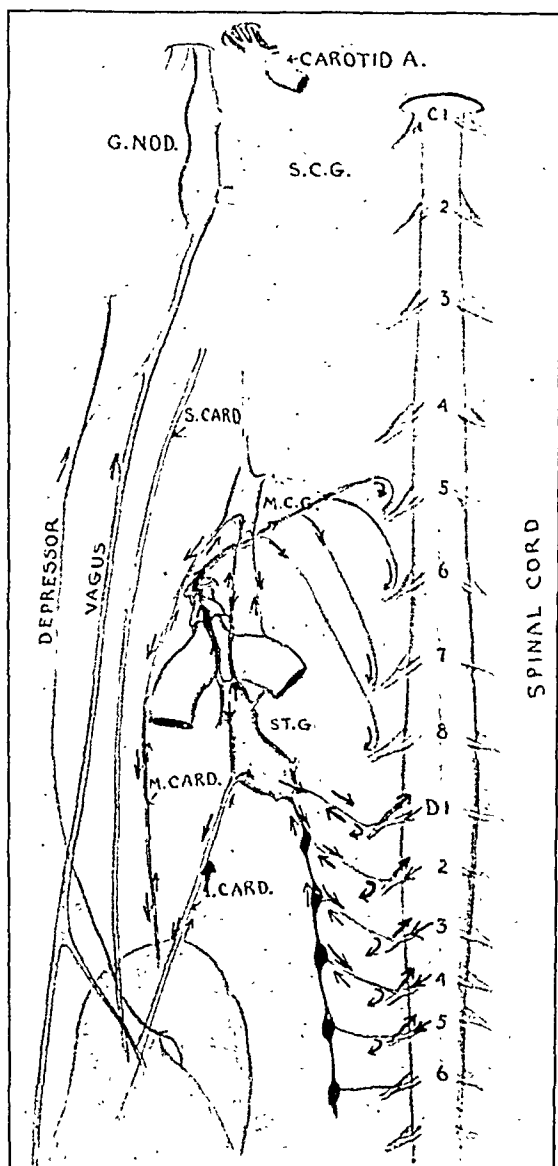 CAROTID A.
C1
G. NOD.
S.C.G.
2
3
4
S. CARD
5
M.C.G.
DEPRESSOR
VAGUS
6
SPINAL CORD
7
8
ST. G.
M. CARD.
D1
2
I. CARD.
3
4
5
6